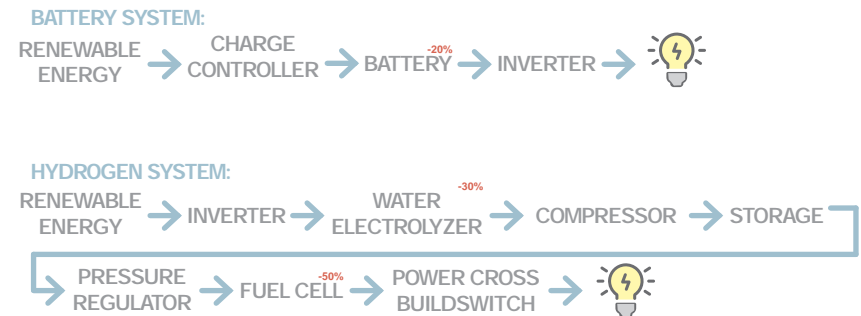 BATTERY SYSTEM:
RENEWABLE ENERGY
CHARGE CONTROLLER
BATTERY
-20%
INVERTER
HYDROGEN SYSTEM:
RENEWABLE ENERGY
INVERTER
WATER ELECTROLYZER
-30%
COMPRESSOR
STORAGE
PRESSURE REGULATOR
FUEL CELL
-50%
POWER CROSS BUILDSWITCH